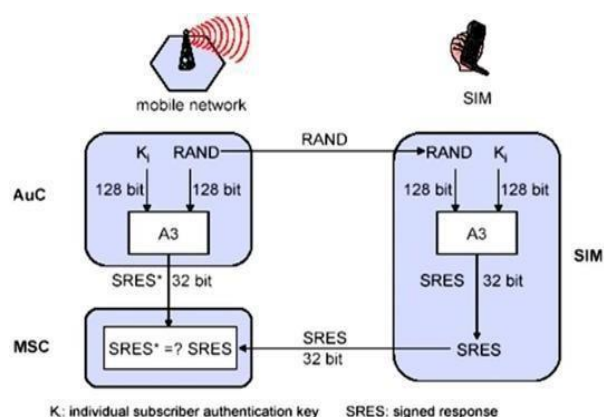 mobile network
SIM
RAND
Ki RAND
RAND Ki
128 bit 128 bit
128 bit 128 bit
AuC
A3
A3
SIM
SRES* 32 bit
SRES 32 bit
MSC
SRES* =? SRES
SRES
32 bit
SRES
Ki: individual subscriber authentication key SRES: signed response